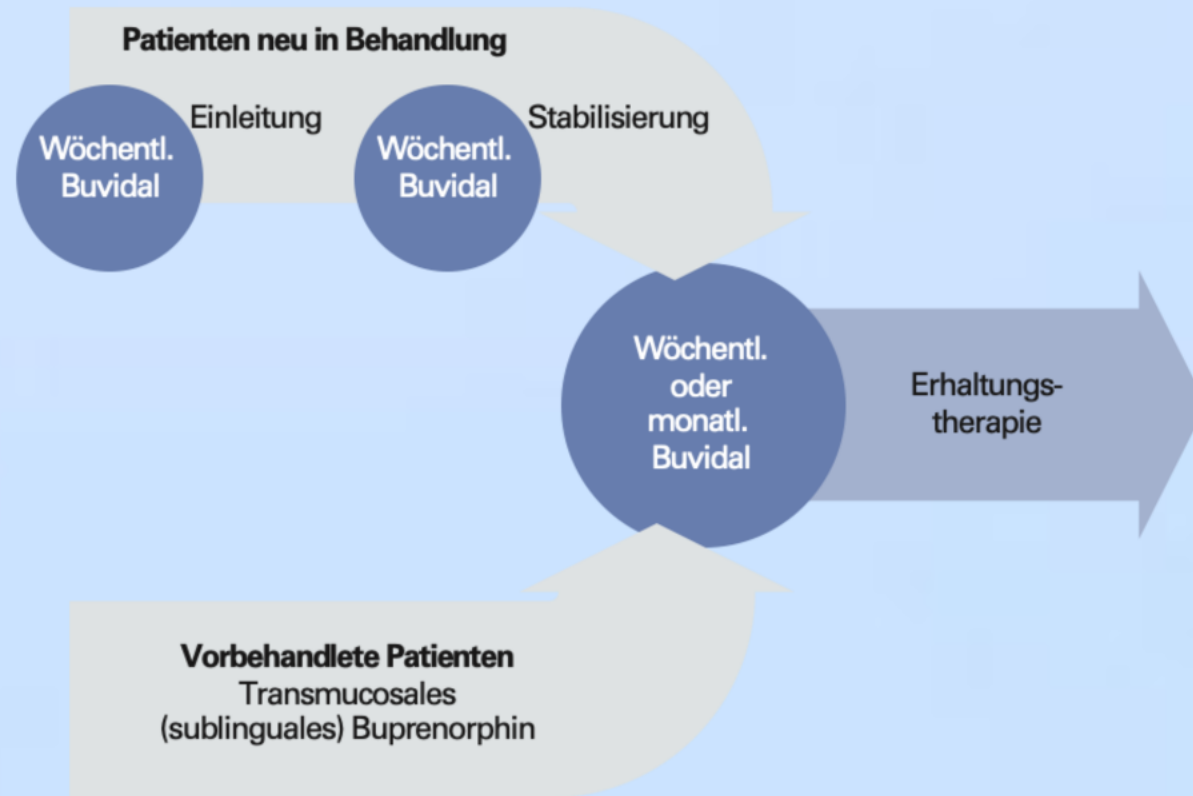 Patienten neu in Behandlung
Wöchentl.
Buvidal
Einleitung
Wöchentl.
Buvidal
Stabilisierung
Wöchentl.
oder
monatl.
Buvidal
Erhaltungs-
therapie
Vorbehandlete Patienten
Transmucosales
(sublinguales) Buprenorphin